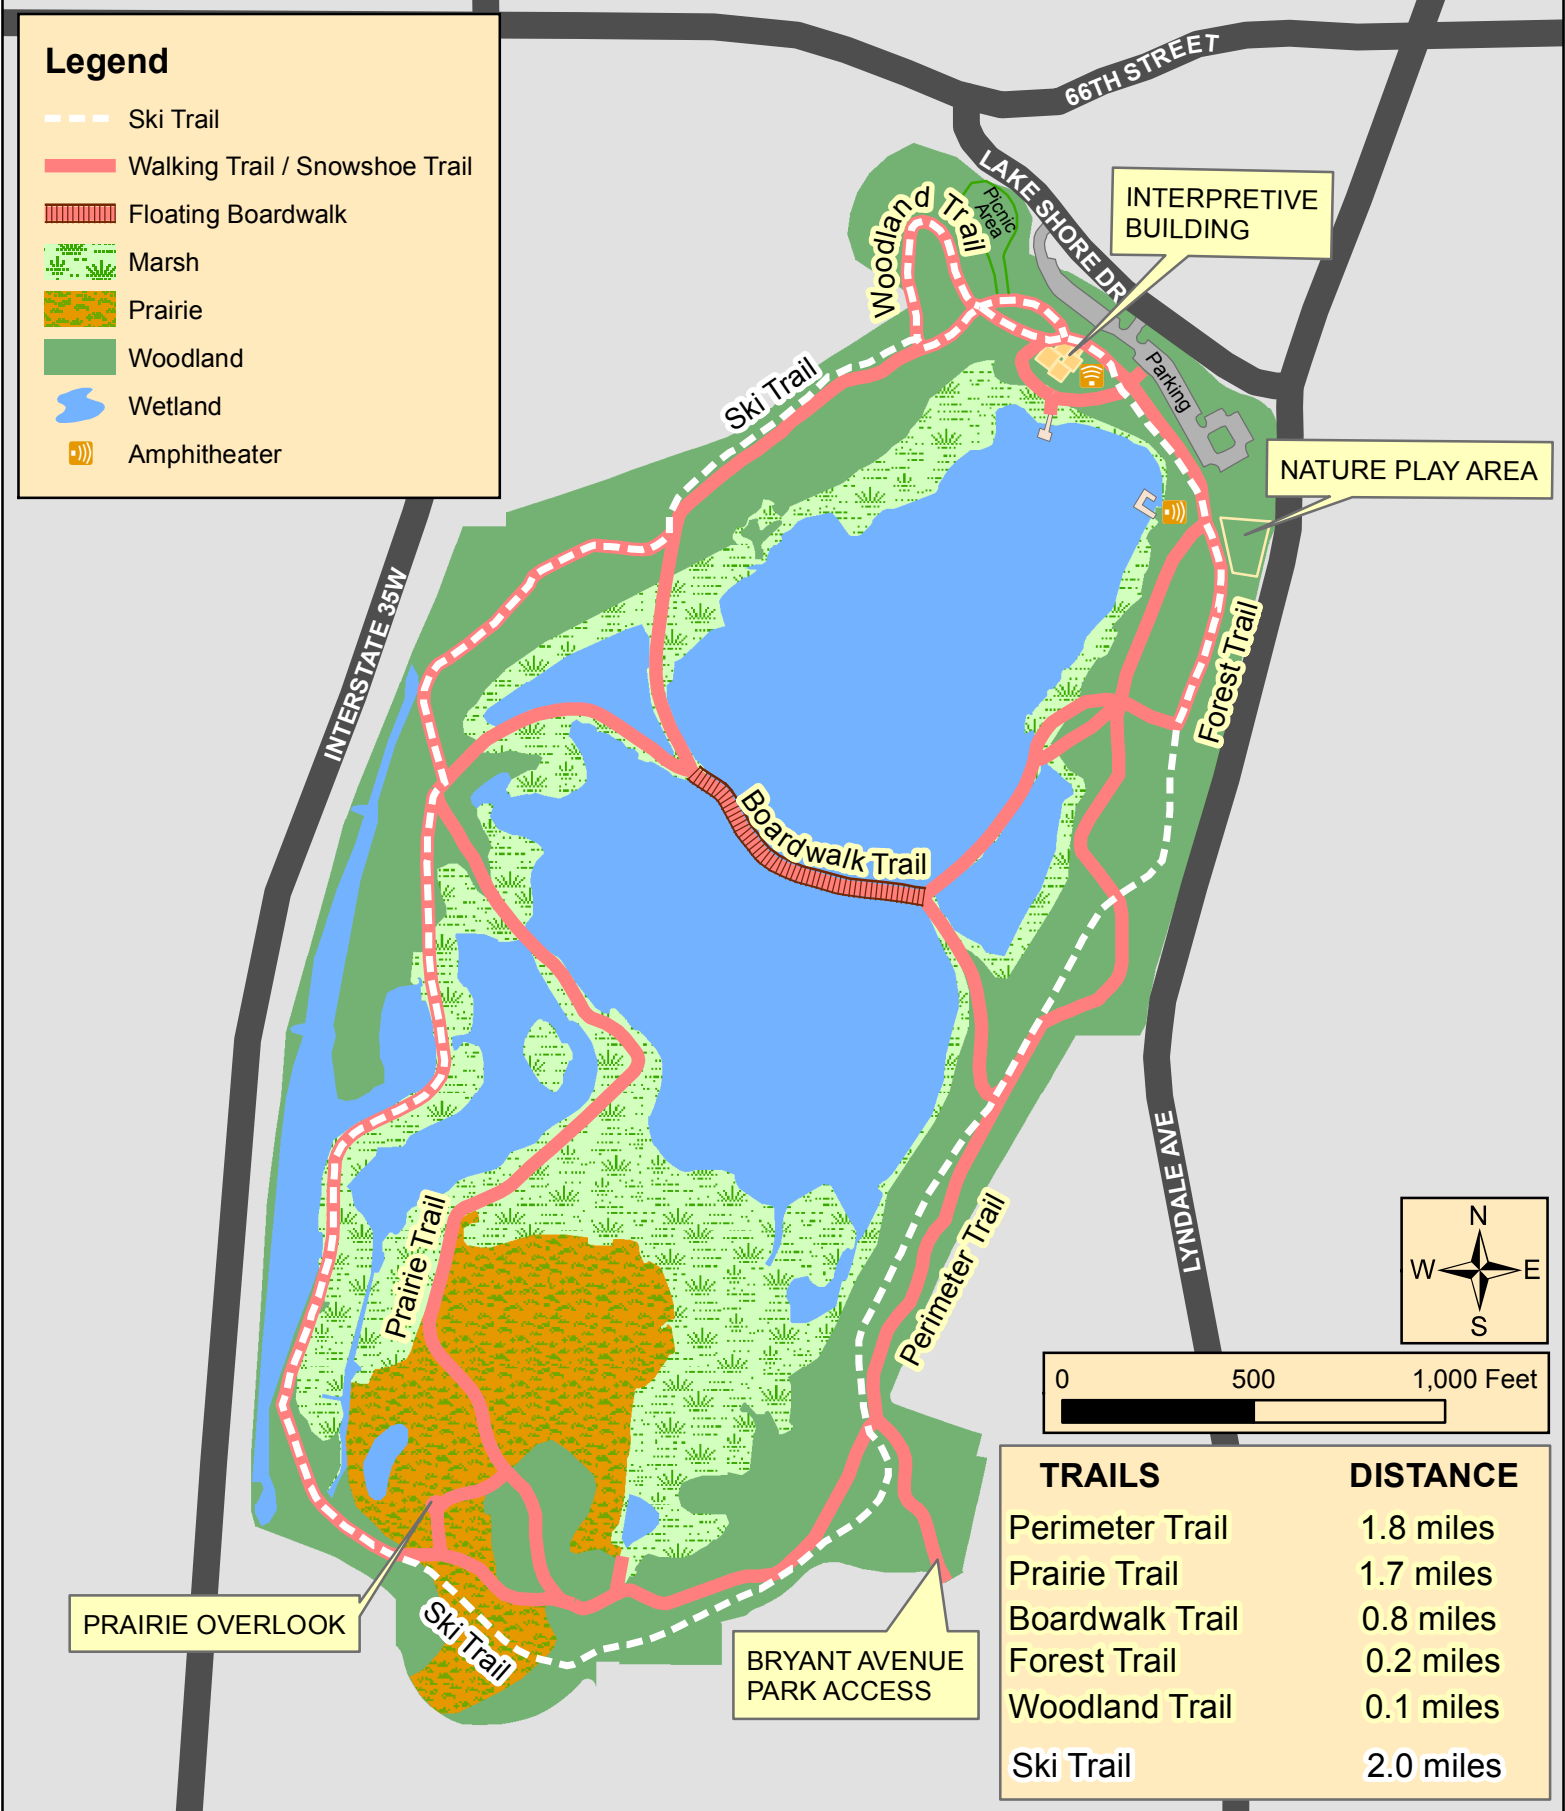 Legend
Ski Trail
Walking Trail / Snowshoe Trail
Floating Boardwalk
Marsh
Prairie
Woodland
Wetland
Amphitheater
66TH STREET
LAKE SHORE DR
INTERPRETIVE
BUILDING
Woodland Trail
Picnic
Area
Parking
Ski Trail
NATURE PLAY AREA
INTERSTATE 35W
Forest Trail
Boardwalk Trail
LYNDALE AVE
Prairie Trail
Perimeter Trail
N
W E
S
0 500 1,000 Feet
PRAIRIE OVERLOOK
Ski Trail
BRYANT AVENUE
PARK ACCESS
TRAILS DISTANCE
Perimeter Trail 1.8 miles
Prairie Trail 1.7 miles
Boardwalk Trail 0.8 miles
Forest Trail 0.2 miles
Woodland Trail 0.1 miles
Ski Trail 2.0 miles